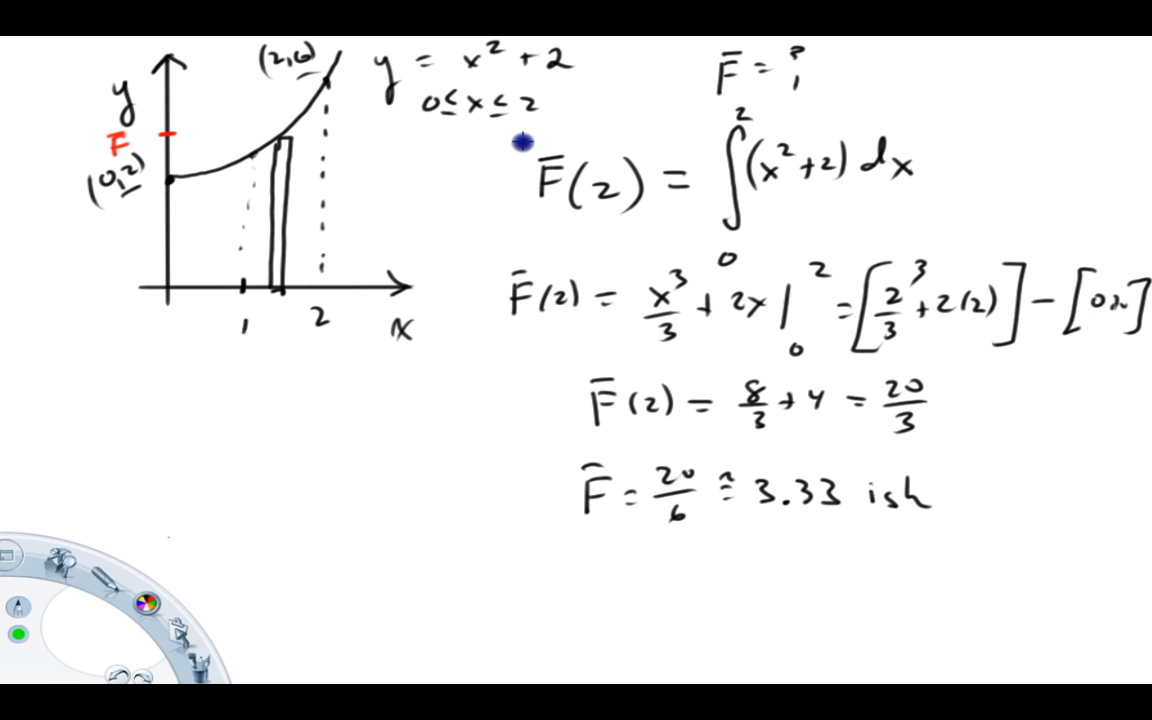 (2,6)
y = x² + 2
0 ≤ x ≤ 2
y
F
(0,2)
1
2
x
F̄ = ?
F̄(2) = ∫₀² (x² + 2) dx
F̄(2) = x³/3 + 2x |₀² = [2³/3 + 2(2)] - [0
F̄(2) = 8/3 + 4 = 20/3
F̄ = 20/6 ≅ 3.33 ish